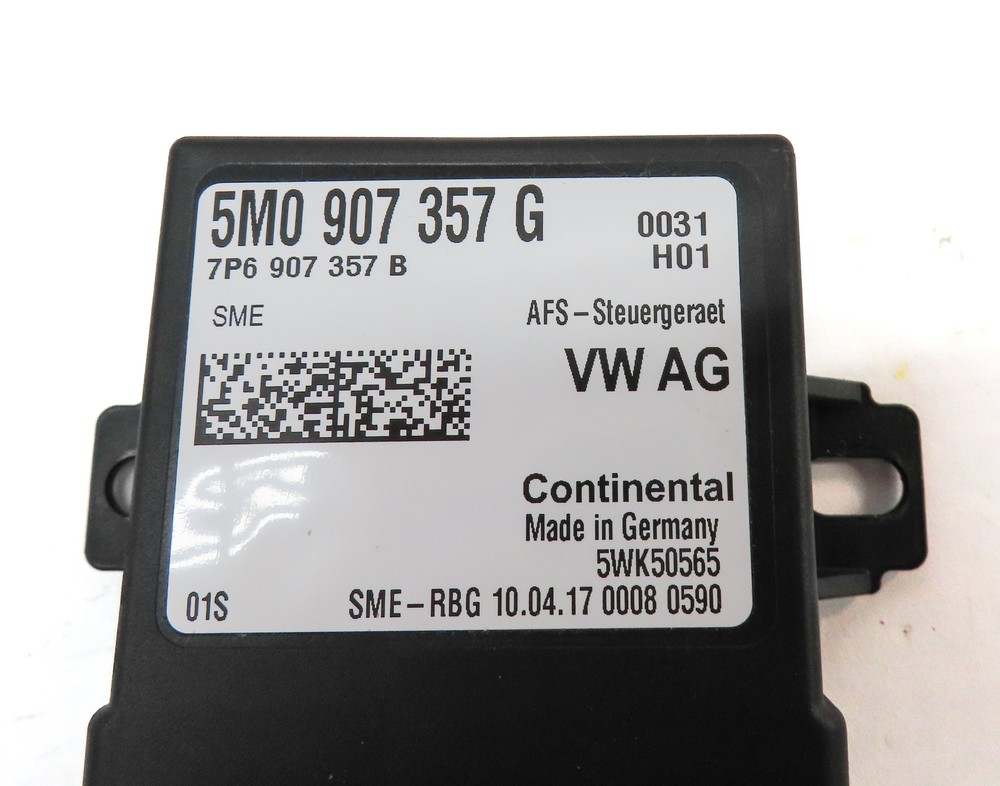 5M0 907 357 G
0031
7P6 907 357 B
H01
SME
AFS-Steuergeraet
VW AG
Continental
Made in Germany
5WK50565
01S
SME-RBG 10.04.17 0008 0590